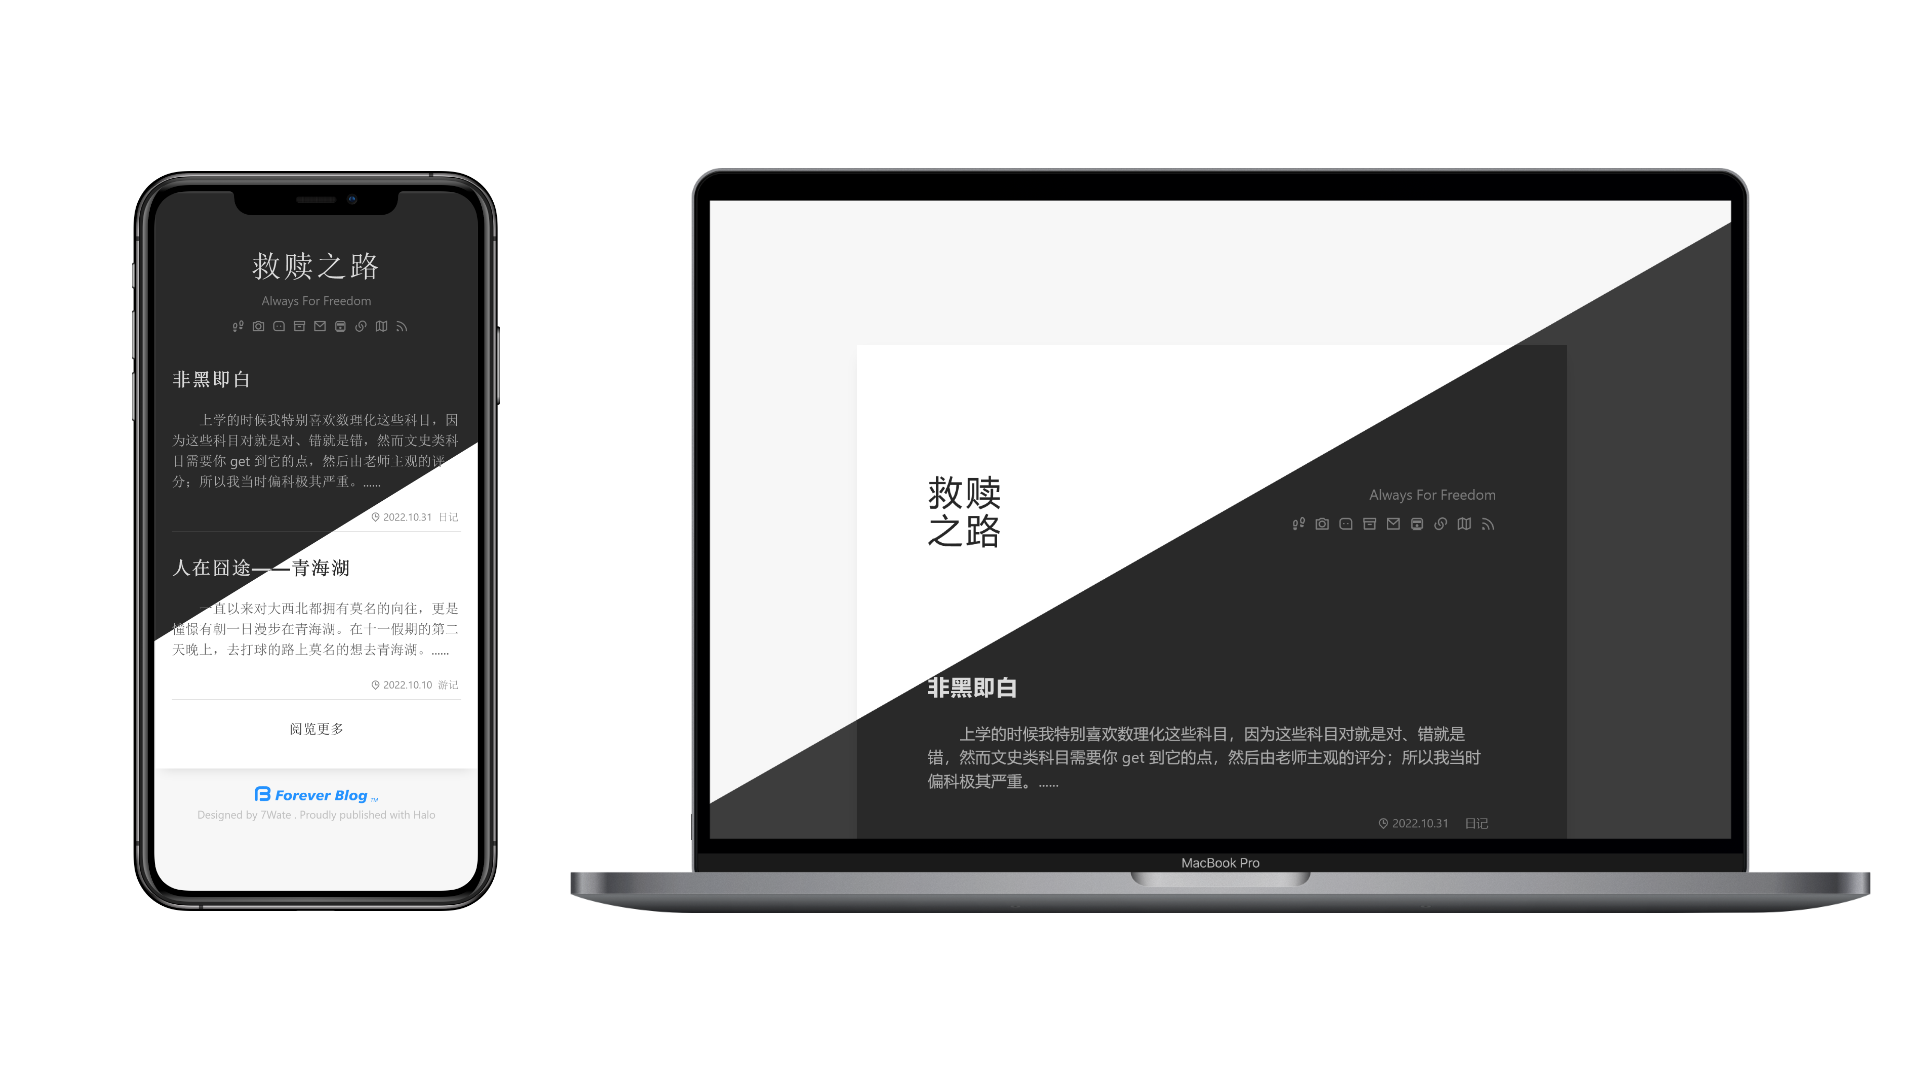 救赎之路
Always For Freedom
非黑即白
上学的时候我特别喜欢数理化这些科目，因
为这些科目对就是对、错就是错，然而文史类科
目需要你 get 到它的点，然后由老师主观的评
分；所以我当时偏科极其严重。......
2022.10.31 日记
人在囧途——青海湖
一直以来对大西北都拥有莫名的向往，更是
憧憬有朝一日漫步在青海湖。在十一假期的第二
天晚上，去打球的路上莫名的想去青海湖。......
2022.10.10 游记
阅览更多
Forever Blog TM
Designed by 7Wate . Proudly published with Halo
救赎
之路
Always For Freedom
非黑即白
上学的时候我特别喜欢数理化这些科目，因为这些科目对就是对、错就是
错，然而文史类科目需要你 get 到它的点，然后由老师主观的评分；所以我当时
偏科极其严重。......
2022.10.31 日记
MacBook Pro